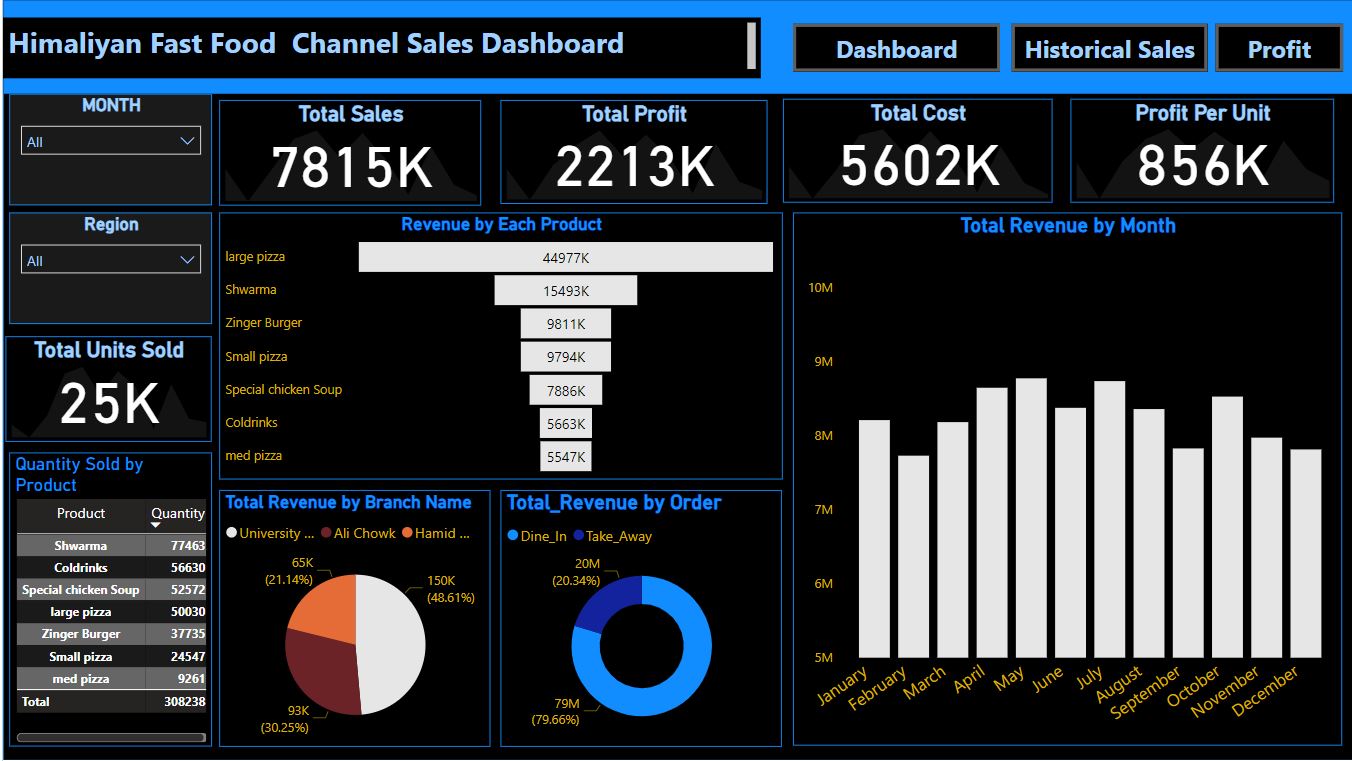 Himaliyan Fast Food  Channel Sales Dashboard
Dashboard
Historical Sales
Profit
MONTH
All
Total Sales
7815K
Total Profit
2213K
Total Cost
5602K
Profit Per Unit
856K
Region
All
Total Units Sold
25K
Revenue by Each Product
large pizza 44977K
Shwarma 15493K
Zinger Burger 9811K
Small pizza 9794K
Special chicken Soup 7886K
Coldrinks 5663K
med pizza 5547K
Total Revenue by Month
10M
9M
8M
7M
6M
5M
January February March April May June July August September October November December
Quantity Sold by
Product
Product Quantity
Shwarma 77463
Coldrinks 56630
Special chicken Soup 52572
large pizza 50030
Zinger Burger 37735
Small pizza 24547
med pizza 9261
Total 308238
Total Revenue by Branch Name
University ... Ali Chowk Hamid ...
65K
(21.14%)
150K
(48.61%)
93K
(30.25%)
Total_Revenue by Order
Dine_In Take_Away
20M
(20.34%)
79M
(79.66%)